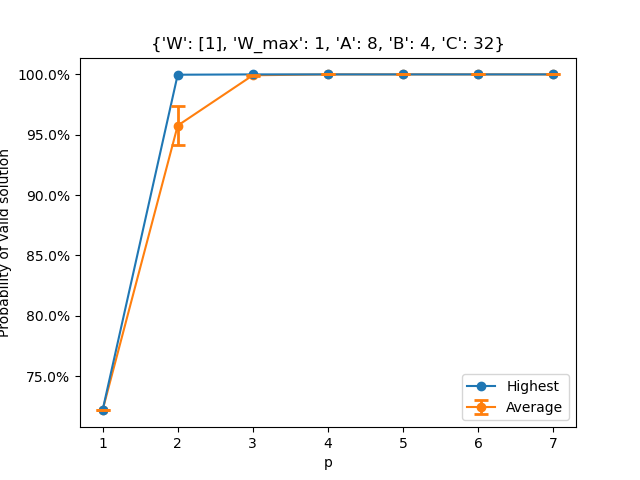 {'W': [1], 'W_max': 1, 'A': 8, 'B': 4, 'C': 32}
100.0%
95.0%
90.0%
85.0%
80.0%
75.0%
Probability of valid solution
1 2 3 4 5 6 7
p
Highest
Average